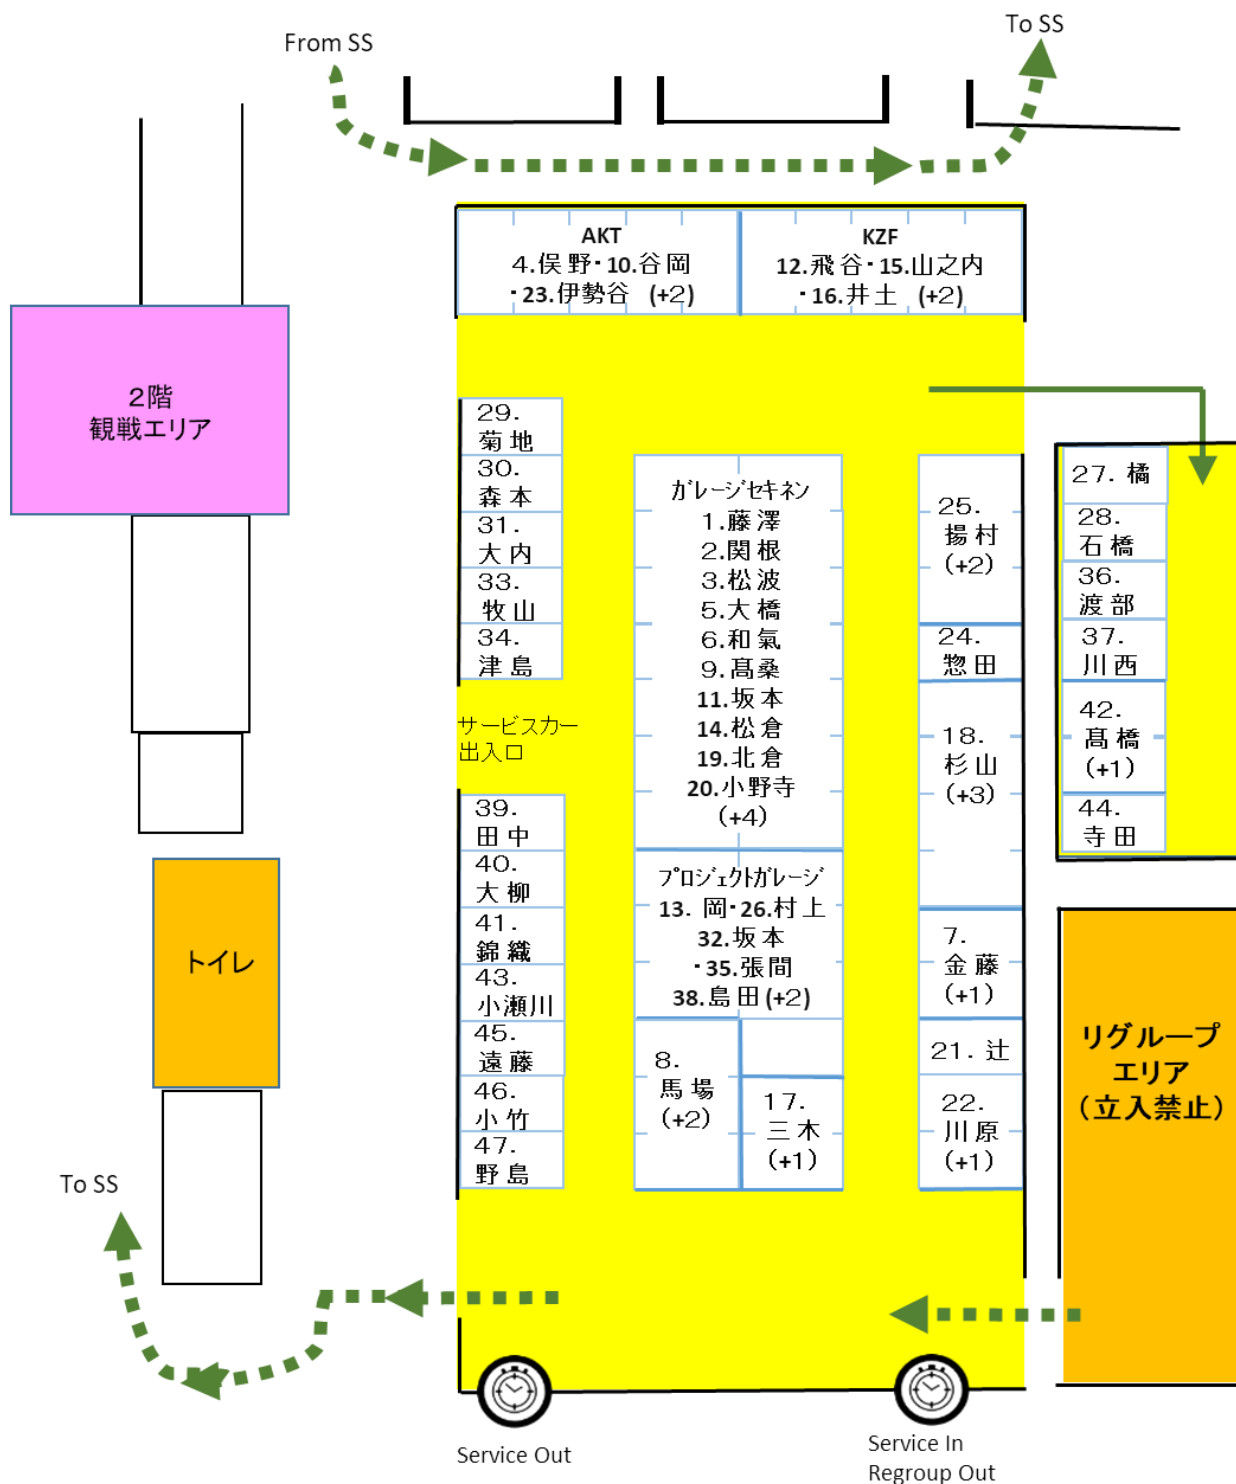 From SS
To SS
AKT
4.俣野・10.谷岡
・23.伊勢谷 (+2)
KZF
12.飛谷・15.山之内
・16.井土 (+2)
2階
観戦エリア
29.
菊地
30.
森本
31.
大内
33.
牧山
34.
津島
サービスカー
出入口
39.
田中
40.
大柳
41.
錦織
43.
小瀬川
45.
遠藤
46.
小竹
47.
野島
ｶﾞﾚｰｼﾞセキネン
1.藤澤
2.関根
3.松波
5.大橋
6.和氣
9.髙桑
11.坂本
14.松倉
19.北倉
20.小野寺
(+4)
ﾌﾟﾛｼﾞｪｸﾄｶﾞﾚｰｼﾞ
13. 岡・26.村上
32.坂本
・35.張間
38.島田(+2)
8.
馬場
(+2)
17.
三木
(+1)
25.
揚村
(+2)
24.
惣田
18.
杉山
(+3)
7.
金藤
(+1)
21. 辻
22.
川原
(+1)
27. 橘
28.
石橋
36.
渡部
37.
川西
42.
髙橋
(+1)
44.
寺田
トイレ
リグループ
エリア
(立入禁止)
To SS
Service Out
Service In
Regroup Out